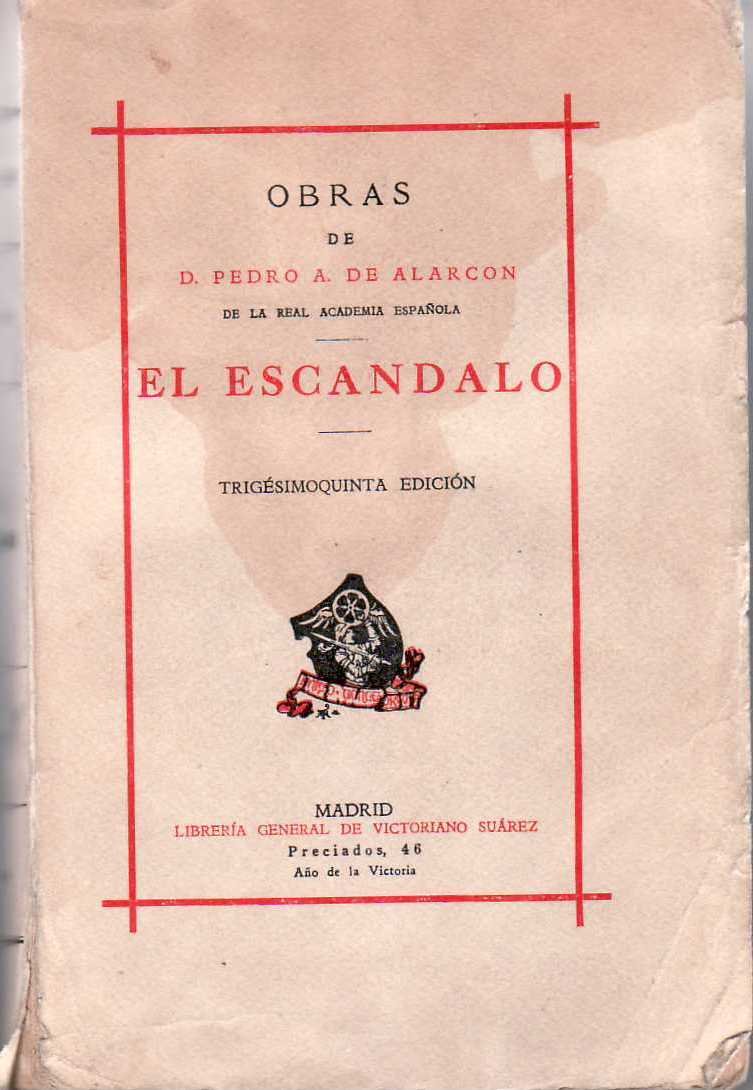 OBRAS
DE
D. PEDRO A. DE ALARCON
DE LA REAL ACADEMIA ESPAÑOLA
EL ESCANDALO
TRIGÉSIMOQUINTA EDICIÓN
MADRID
LIBRERÍA GENERAL DE VICTORIANO SUÁREZ
Preciados, 46
Año de la Victoria